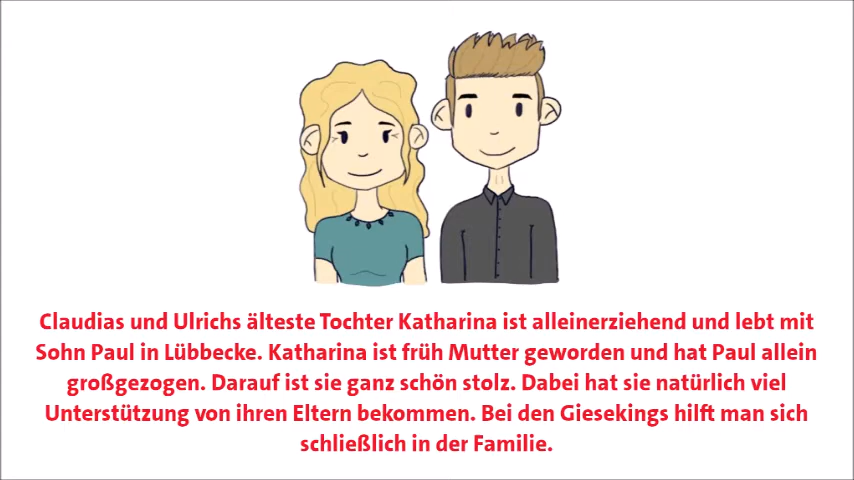 Claudias und Ulrichs älteste Tochter Katharina ist alleinerziehend und lebt mit
Sohn Paul in Lübbecke. Katharina ist früh Mutter geworden und hat Paul allein
großgezogen. Darauf ist sie ganz schön stolz. Dabei hat sie natürlich viel
Unterstützung von ihren Eltern bekommen. Bei den Giesekings hilft man sich
schließlich in der Familie.